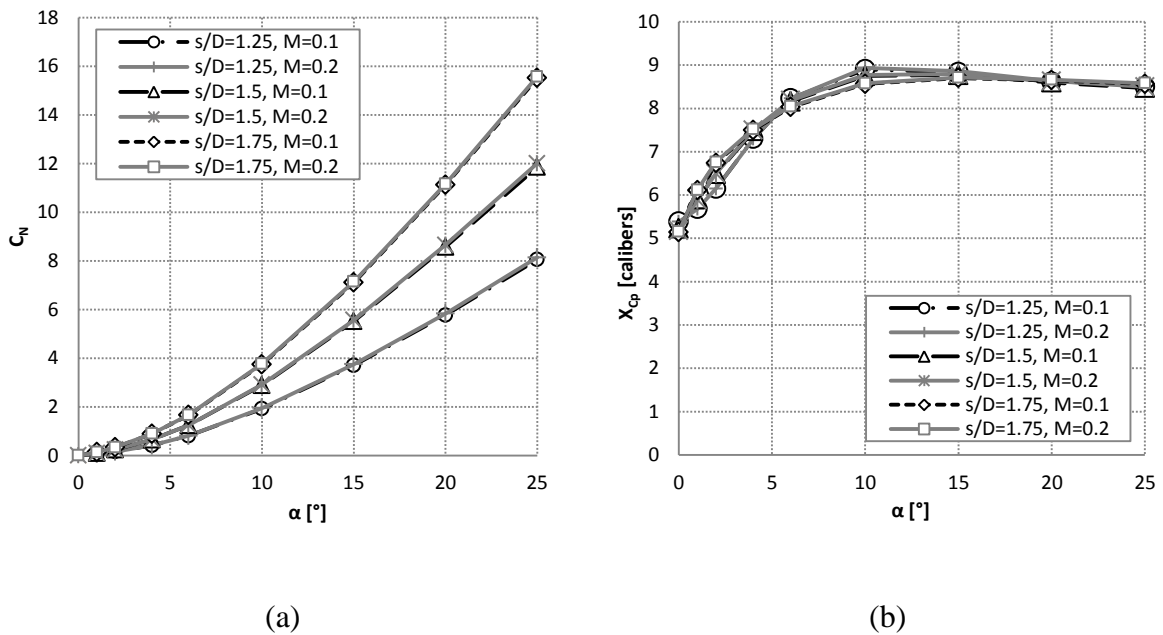 18
16
14
12
10
8
6
4
2
0
C_N
s/D=1.25, M=0.1
s/D=1.25, M=0.2
s/D=1.5, M=0.1
s/D=1.5, M=0.2
s/D=1.75, M=0.1
s/D=1.75, M=0.2
0 5 10 15 20 25
α [°]
(a)
10
9
8
7
6
5
4
3
2
1
0
X_Cp [calibers]
s/D=1.25, M=0.1
s/D=1.25, M=0.2
s/D=1.5, M=0.1
s/D=1.5, M=0.2
s/D=1.75, M=0.1
s/D=1.75, M=0.2
0 5 10 15 20 25
α [°]
(b)